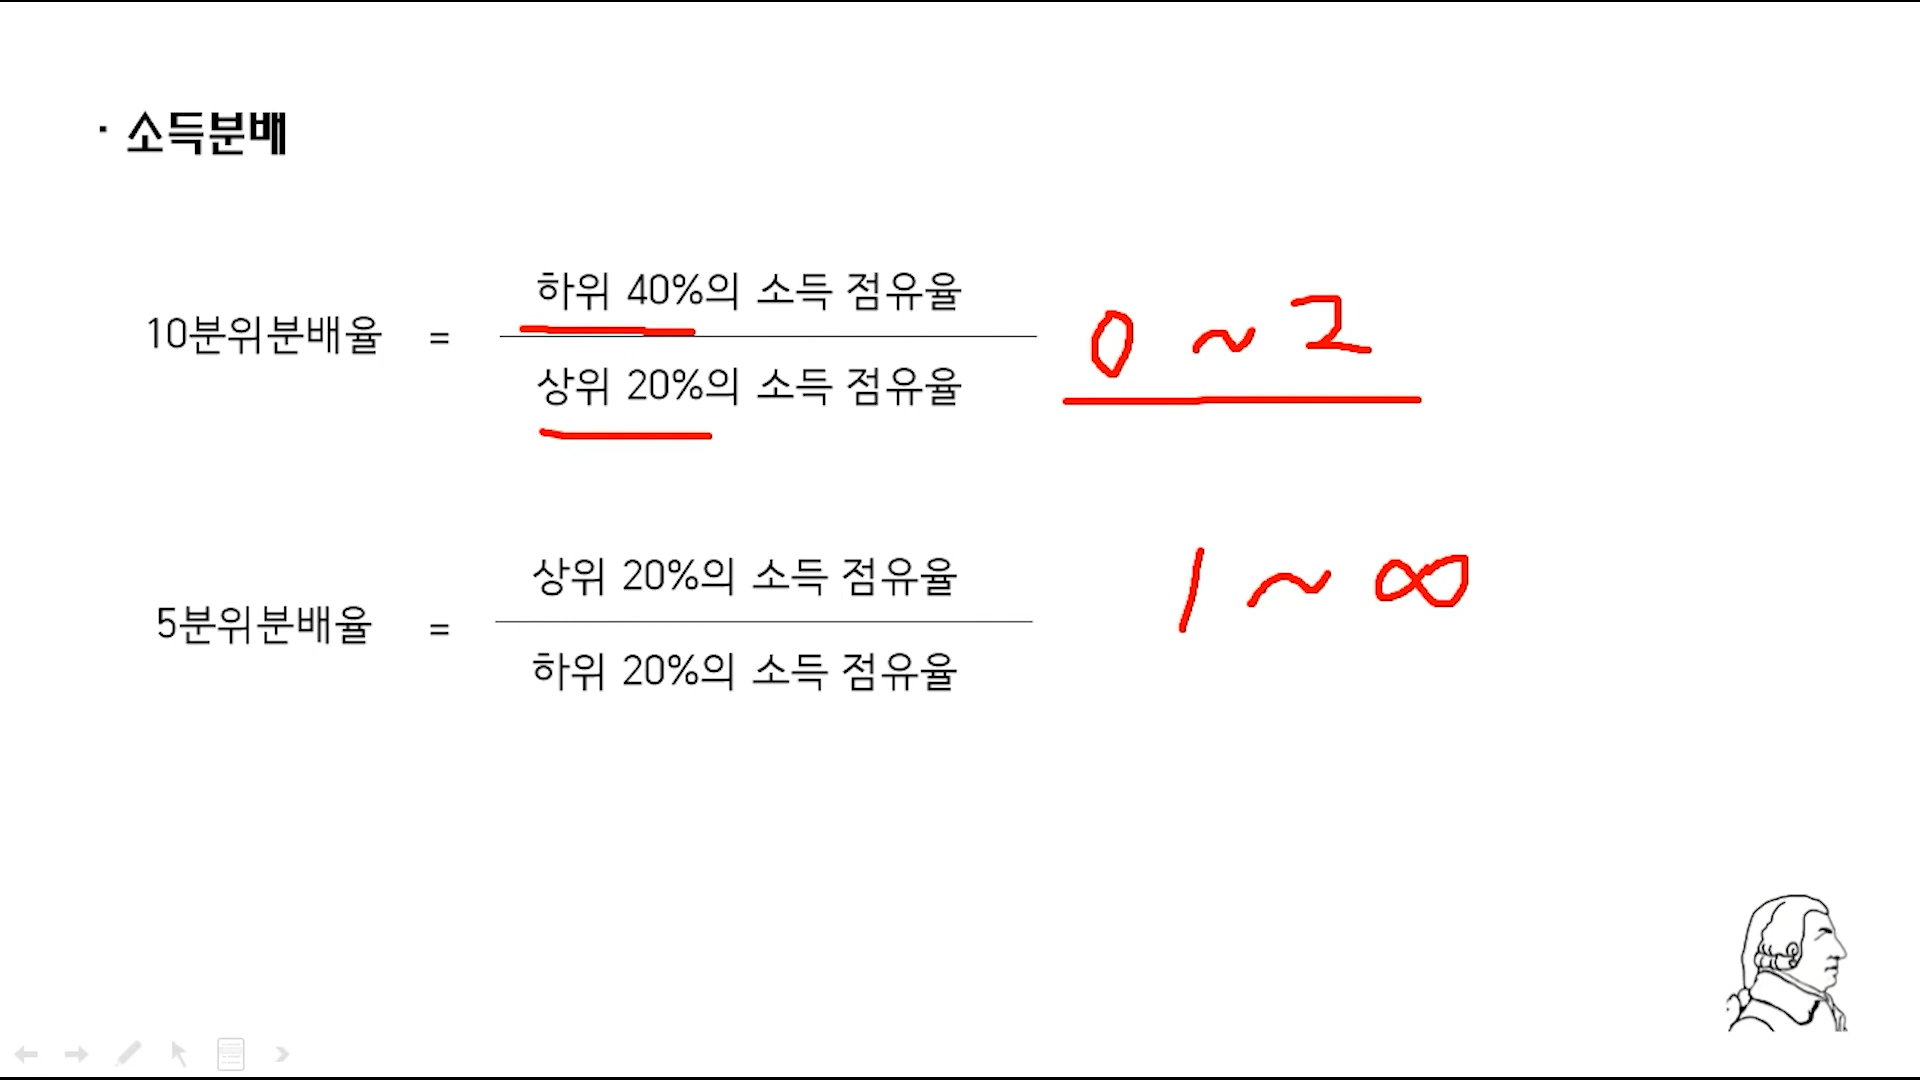 · 소득분배
하위 40%의 소득 점유율
10분위분배율 =
상위 20%의 소득 점유율
0 ~ 2
상위 20%의 소득 점유율
5분위분배율 =
하위 20%의 소득 점유율
1 ~ ∞